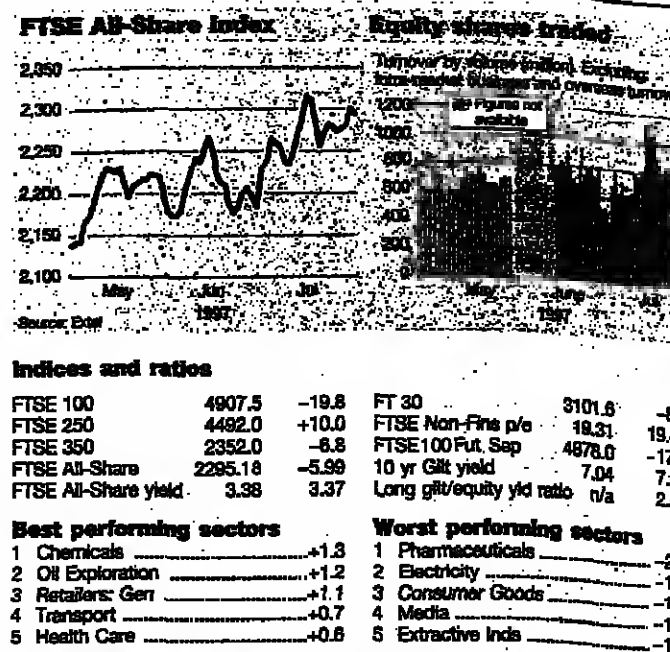 FTSE All-Share Index
2,350
2,300
2,250
2,200
2,150
2,100
May Jun Jul
1997
Source: Extel
Equity shares traded
Turnover by volume (million). Excluding:
intra-market business and overseas turnover
Figures not
available
1200
1000
800
600
400
200
0
May June Jul
1997
Indices and ratios
FTSE 100 4907.5 -19.8
FTSE 250 4492.0 +10.0
FTSE 350 2352.0 -6.8
FTSE All-Share 2295.18 -5.99
FTSE All-Share yield 3.38 3.37
FT 30 3101.6
FTSE Non-Fins p/e 19.31 19.
FTSE100 Fut. Sep 4878.0 -17
10 yr Gilt yield 7.04 7.
Long gilt/equity yld ratio n/a 2.
Best performing sectors
1 Chemicals +1.3
2 Oil Exploration +1.2
3 Retailers: Gen +1.1
4 Transport +0.7
5 Health Care +0.6
Worst performing sectors
1 Pharmaceuticals
2 Electricity
3 Consumer Goods
4 Media
5 Extractive Inds